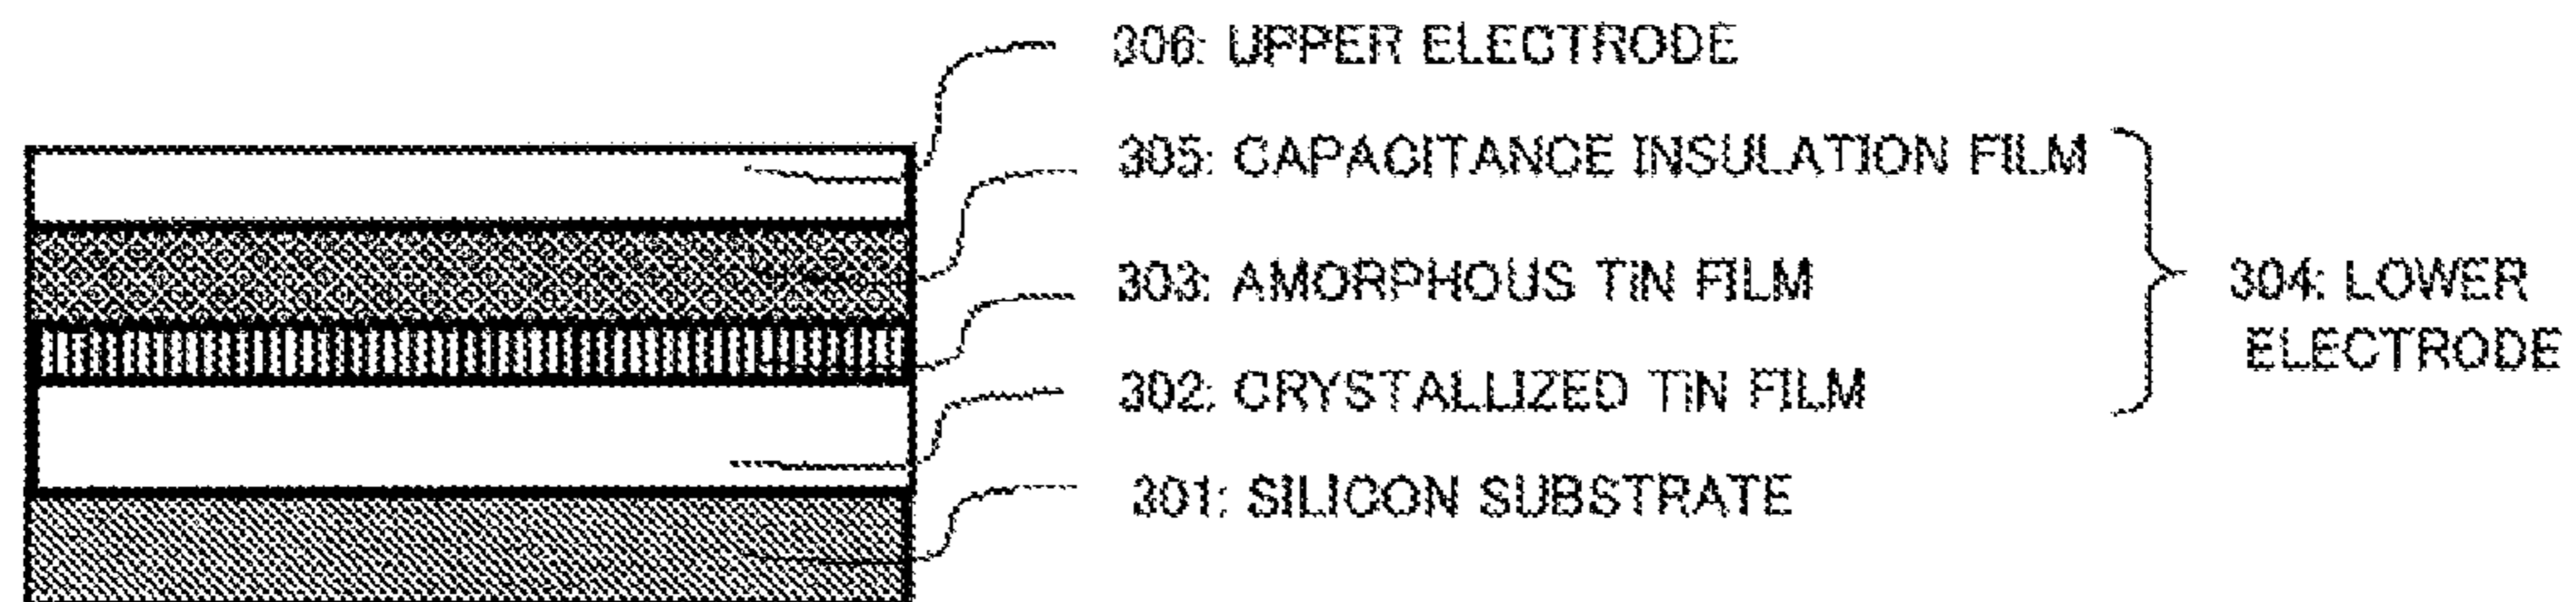 306: UPPER ELECTRODE
305: CAPACITANCE INSULATION FILM
303: AMORPHOUS TiN FILM
304: LOWER
ELECTRODE
302: CRYSTALLIZED TiN FILM
301: SILICON SUBSTRATE